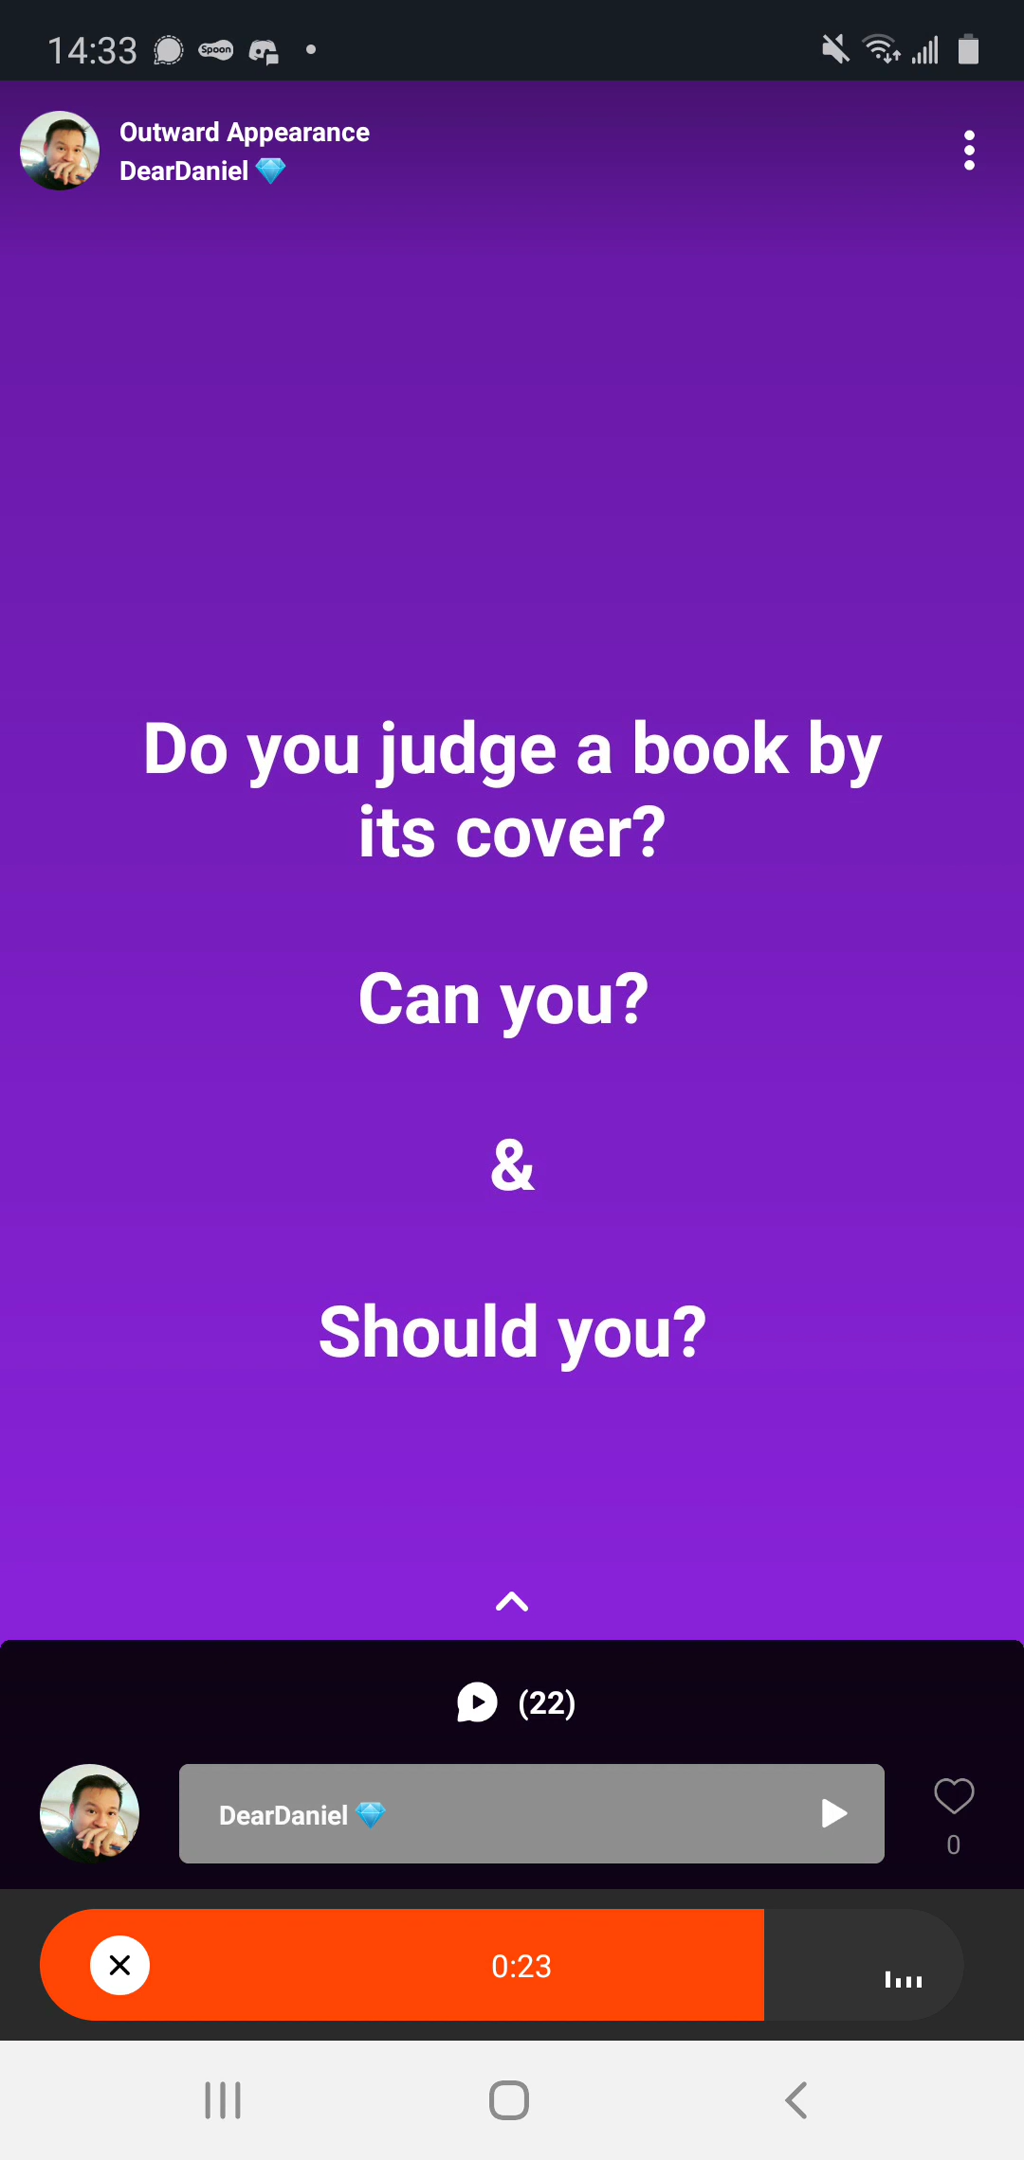 14:33
Spoon
Outward Appearance
DearDaniel 💎
Do you judge a book by
its cover?
Can you?
&
Should you?
(22)
DearDaniel 💎
0
0:23